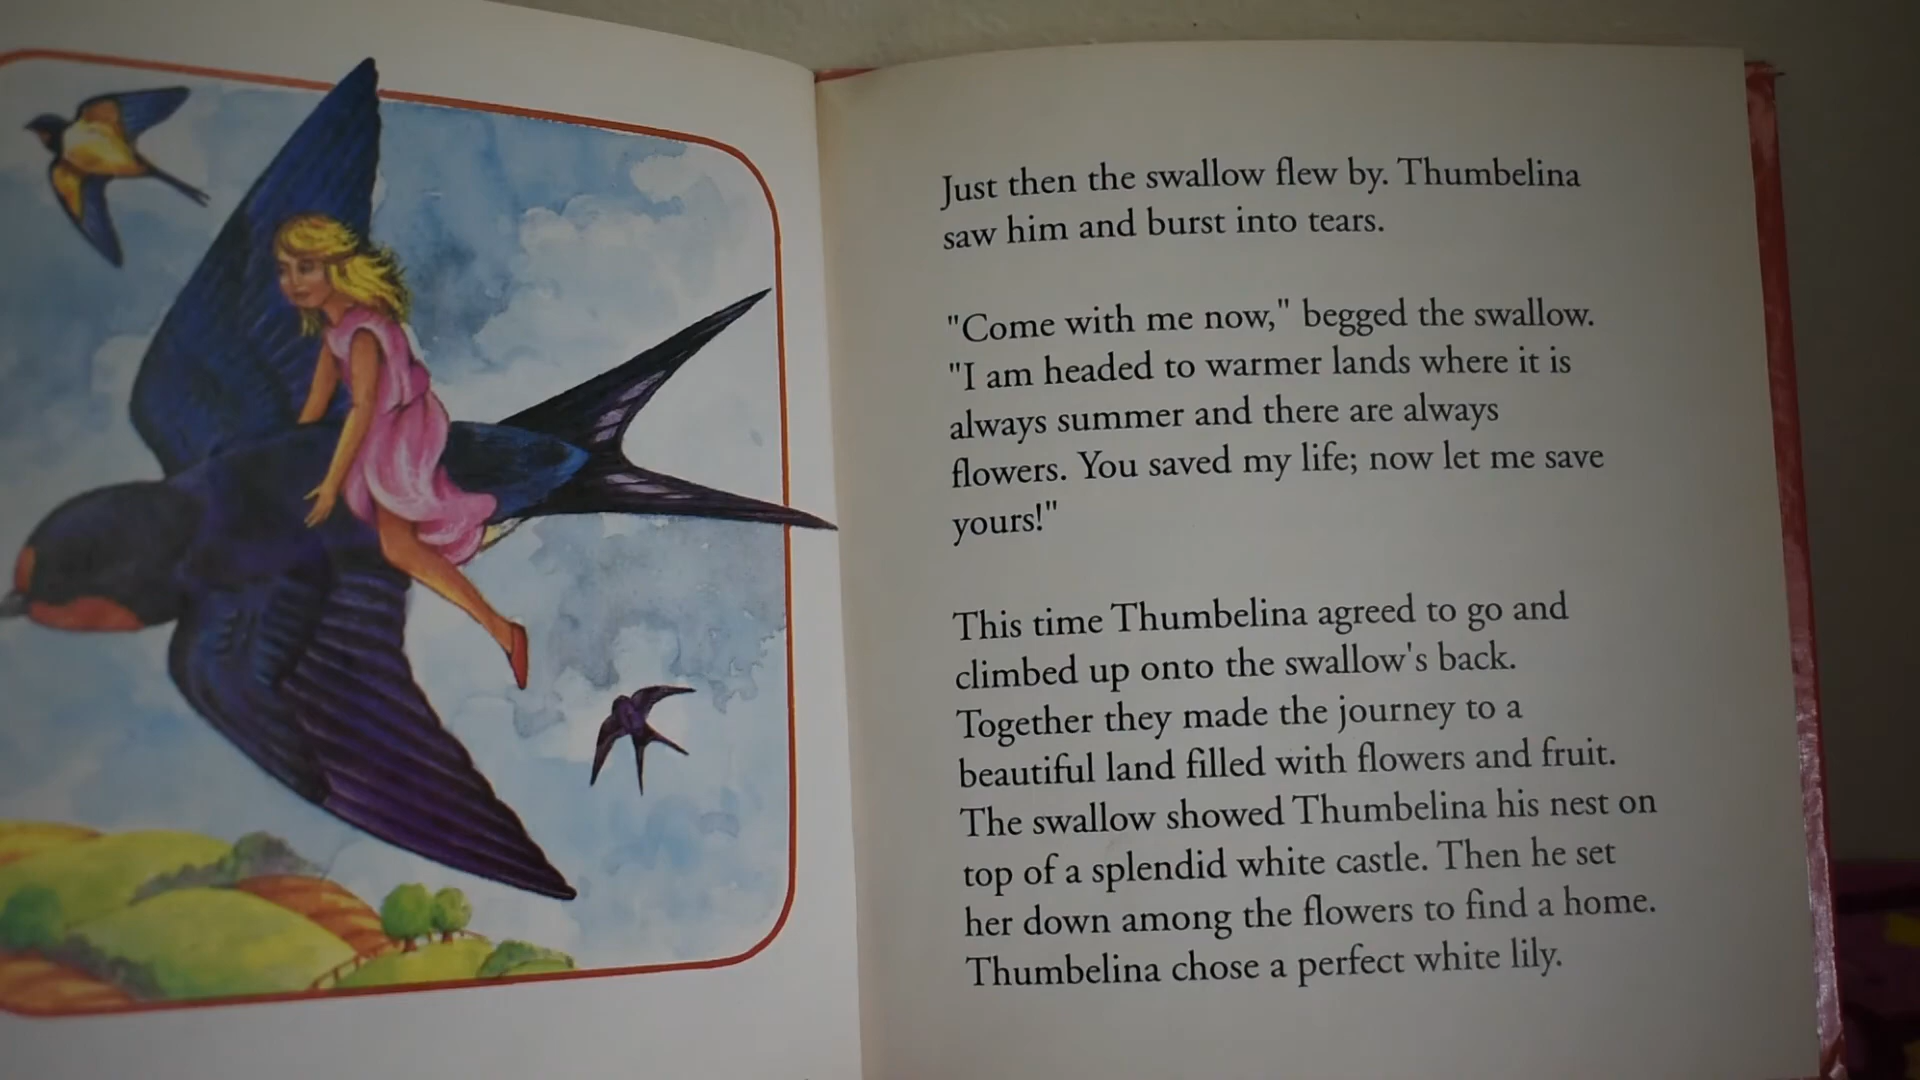 Just then the swallow flew by. Thumbelina
saw him and burst into tears.
"Come with me now," begged the swallow.
"I am headed to warmer lands where it is
always summer and there are always
flowers. You saved my life; now let me save
yours!"
This time Thumbelina agreed to go and
climbed up onto the swallow's back.
Together they made the journey to a
beautiful land filled with flowers and fruit.
The swallow showed Thumbelina his nest on
top of a splendid white castle. Then he set
her down among the flowers to find a home.
Thumbelina chose a perfect white lily.